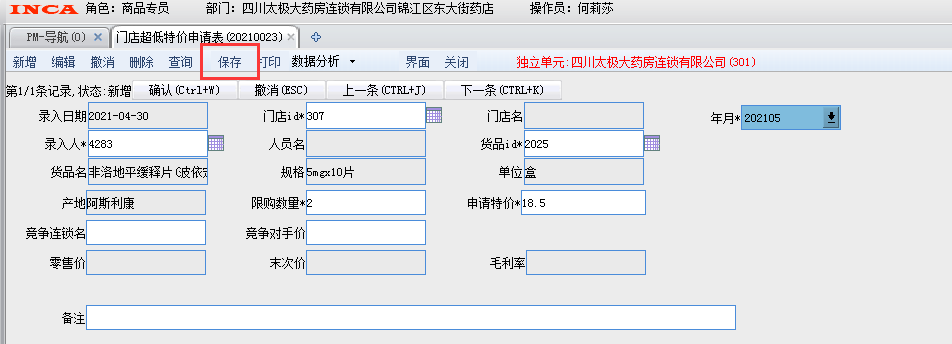 INCA 角色: 商品专员 部门: 四川太极大药房连锁有限公司锦江区东大街药店 操作员: 何莉莎
PM-导航(0) 门店超低特价申请表(20210023)
新增 编辑 撤消 删除 查询 保存 打印 数据分析 界面 关闭 独立单元:四川太极大药房连锁有限公司(301)
第1/1条记录,状态:新增 确认(Ctrl+W) 撤消(ESC) 上一条(CTRL+J) 下一条(CTRL+K)
录入日期 2021-04-30 门店id* 307 门店名 年月* 202105
录入人* 4283 人员名 货品id* 2025
货品名 非洛地平缓释片(波依 规格 5mgx10片 单位 盒
产地 阿斯利康 限购数量* 2 申请特价* 18.5
竞争连锁名 竞争对手价
零售价 末次价 毛利率
备注